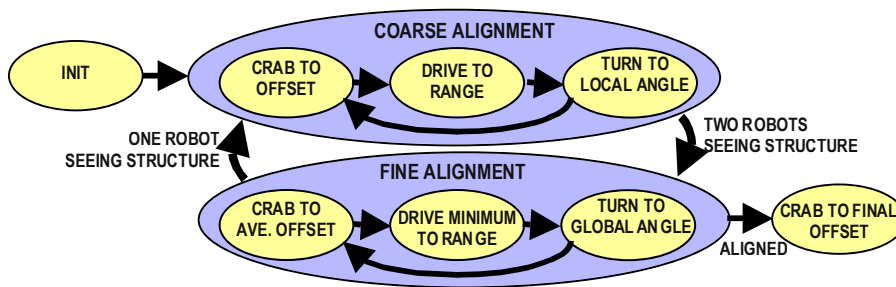 COARSE ALIGNMENT
INIT
CRAB TO
OFFSET
DRIVE TO
RANGE
TURN TO
LOCAL ANGLE
ONE ROBOT
SEEING STRUCTURE
TWO ROBOTS
SEEING STRUCTURE
FINE ALIGNMENT
CRAB TO
AVE. OFFSET
DRIVE MINIMUM
TO RANGE
TURN TO
GLOBAL ANGLE
ALIGNED
CRAB TO FINAL
OFFSET